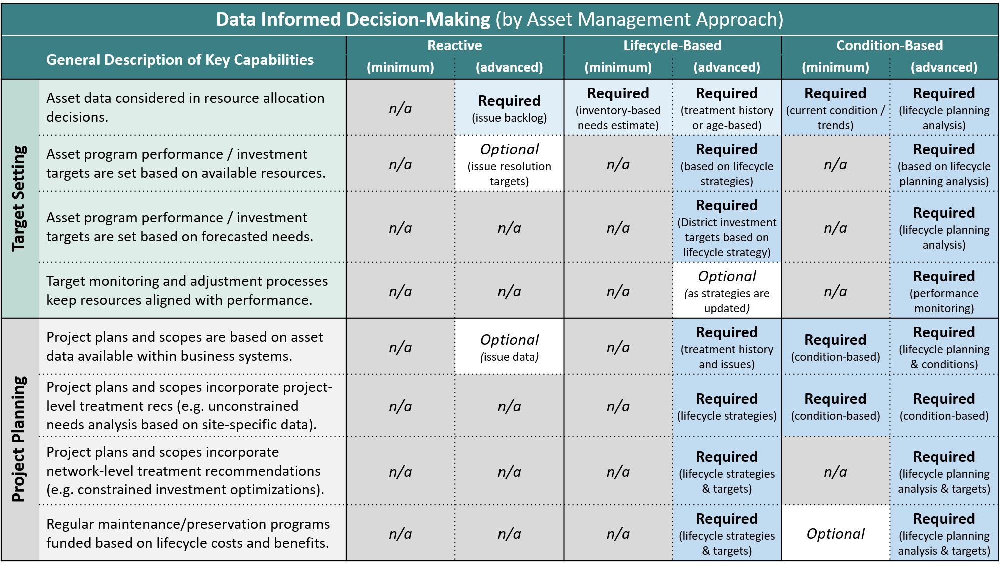 Data Informed Decision-Making (by Asset Management Approach)
General Description of Key Capabilities
Reactive
Lifecycle-Based
Condition-Based
(minimum)
(advanced)
(minimum)
(advanced)
(minimum)
(advanced)
Target Setting
Asset data considered in resource allocation
decisions.
n/a
Required
(issue backlog)
Required
(inventory-based
needs estimate)
Required
(treatment history
or age-based)
Required
(current condition /
trends)
Required
(lifecycle planning
analysis)
Asset program performance / investment
targets are set based on available resources.
n/a
Optional
(issue resolution
targets)
n/a
Required
(based on lifecycle
strategies)
n/a
Required
(based on lifecycle
planning analysis)
Asset program performance / investment
targets are set based on forecasted needs.
n/a
n/a
n/a
Required
(District investment
targets based on
lifecycle strategy)
n/a
Required
(lifecycle planning
analysis)
Target monitoring and adjustment processes
keep resources aligned with performance.
n/a
n/a
n/a
Optional
(as strategies are
updated)
n/a
Required
(performance
monitoring)
Project Planning
Project plans and scopes are based on asset
data available within business systems.
n/a
Optional
(issue data)
n/a
Required
(treatment history
and issues)
Required
(condition-based)
Required
(lifecycle planning
& conditions)
Project plans and scopes incorporate project-
level treatment recs (e.g. unconstrained
needs analysis based on site-specific data).
n/a
n/a
n/a
Required
(lifecycle strategies)
Required
(condition-based)
Required
(condition-based)
Project plans and scopes incorporate
network-level treatment recommendations
(e.g. constrained investment optimizations).
n/a
n/a
n/a
Required
(lifecycle strategies
& targets)
n/a
Required
(lifecycle planning
analysis & targets)
Regular maintenance/preservation programs
funded based on lifecycle costs and benefits.
n/a
n/a
n/a
Required
(lifecycle strategies
& targets)
Optional
Required
(lifecycle planning
analysis & targets)